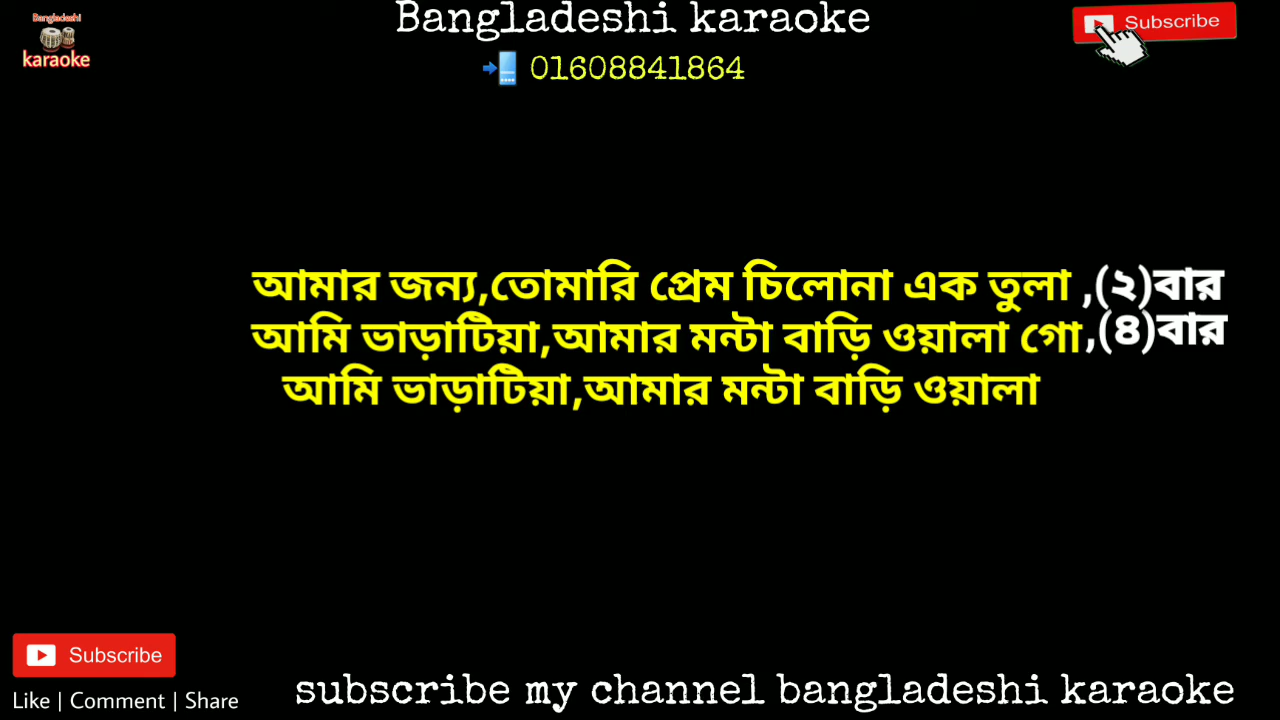 Bangladeshi
karaoke
Bangladeshi karaoke
01608841864
Subscribe
আমার জন্য,তোমারি প্রেম চিলোনা এক তুলা ,(২)বার
আমি ভাড়াটিয়া,আমার মন্টা বাড়ি ওয়ালা গো,(৪)বার
আমি ভাড়াটিয়া,আমার মন্টা বাড়ি ওয়ালা
Subscribe
Like | Comment | Share
subscribe my channel bangladeshi karaoke